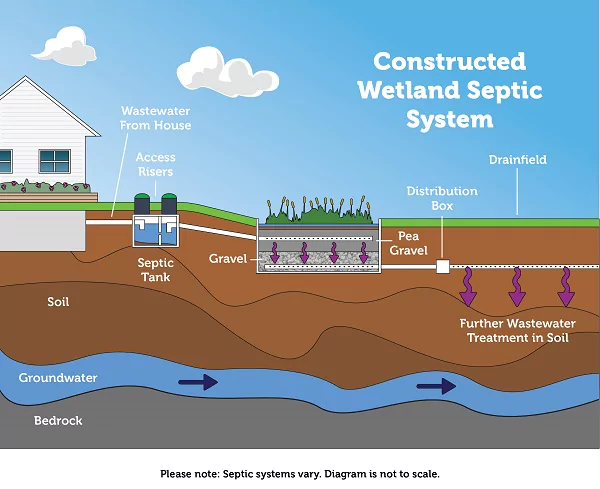 Constructed
Wetland Septic
System
Wastewater
From House
Access
Risers
Drainfield
Distribution
Box
Pea
Gravel
Gravel
Septic
Tank
Soil
Further Wastewater
Treatment in Soil
Groundwater
Bedrock
Please note: Septic systems vary. Diagram is not to scale.